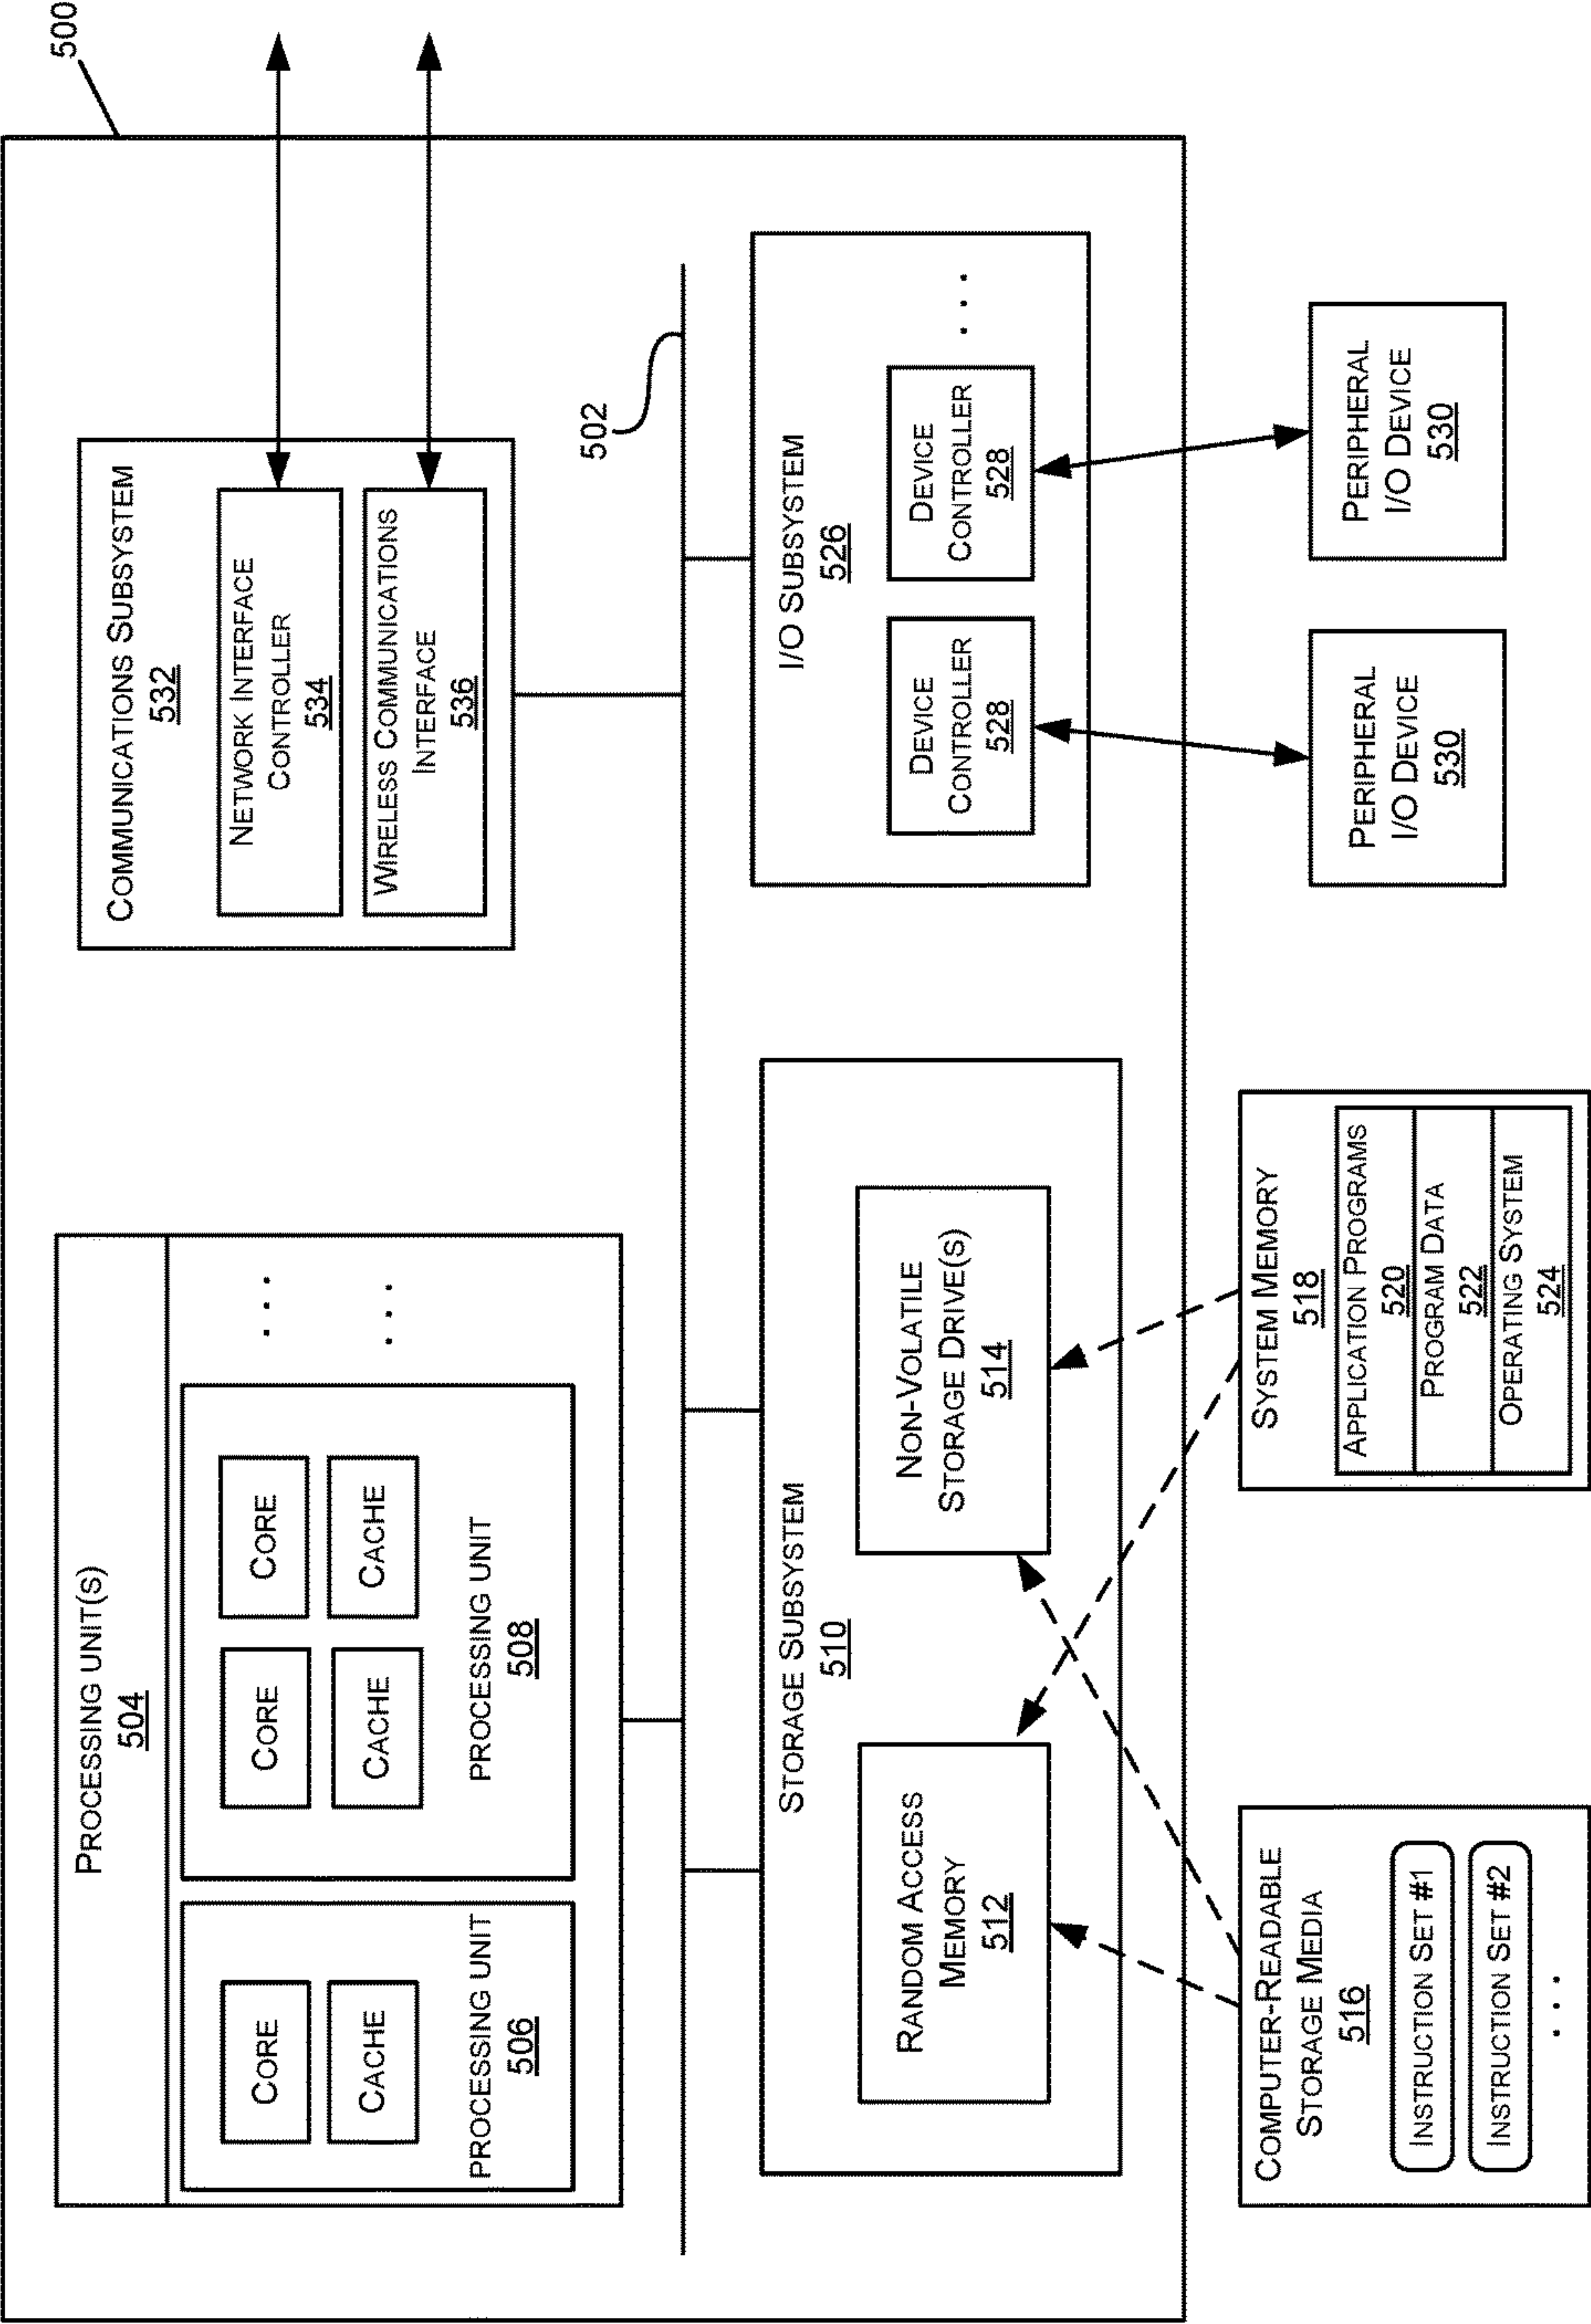 500
PROCESSING UNIT(S)
504
CORE
CACHE
PROCESSING UNIT
506
CORE
CORE
CACHE
CACHE
PROCESSING UNIT
508
. . .
. . .
COMMUNICATIONS SUBSYSTEM
532
NETWORK INTERFACE
CONTROLLER
534
WIRELESS COMMUNICATIONS
INTERFACE
536
502
STORAGE SUBSYSTEM
510
RANDOM ACCESS
MEMORY
512
NON-VOLATILE
STORAGE DRIVE(S)
514
I/O SUBSYSTEM
526
DEVICE
CONTROLLER
528
DEVICE
CONTROLLER
528
. . .
COMPUTER-READABLE
STORAGE MEDIA
516
INSTRUCTION SET #1
INSTRUCTION SET #2
. . .
SYSTEM MEMORY
518
APPLICATION PROGRAMS
520
PROGRAM DATA
522
OPERATING SYSTEM
524
PERIPHERAL
I/O DEVICE
530
PERIPHERAL
I/O DEVICE
530